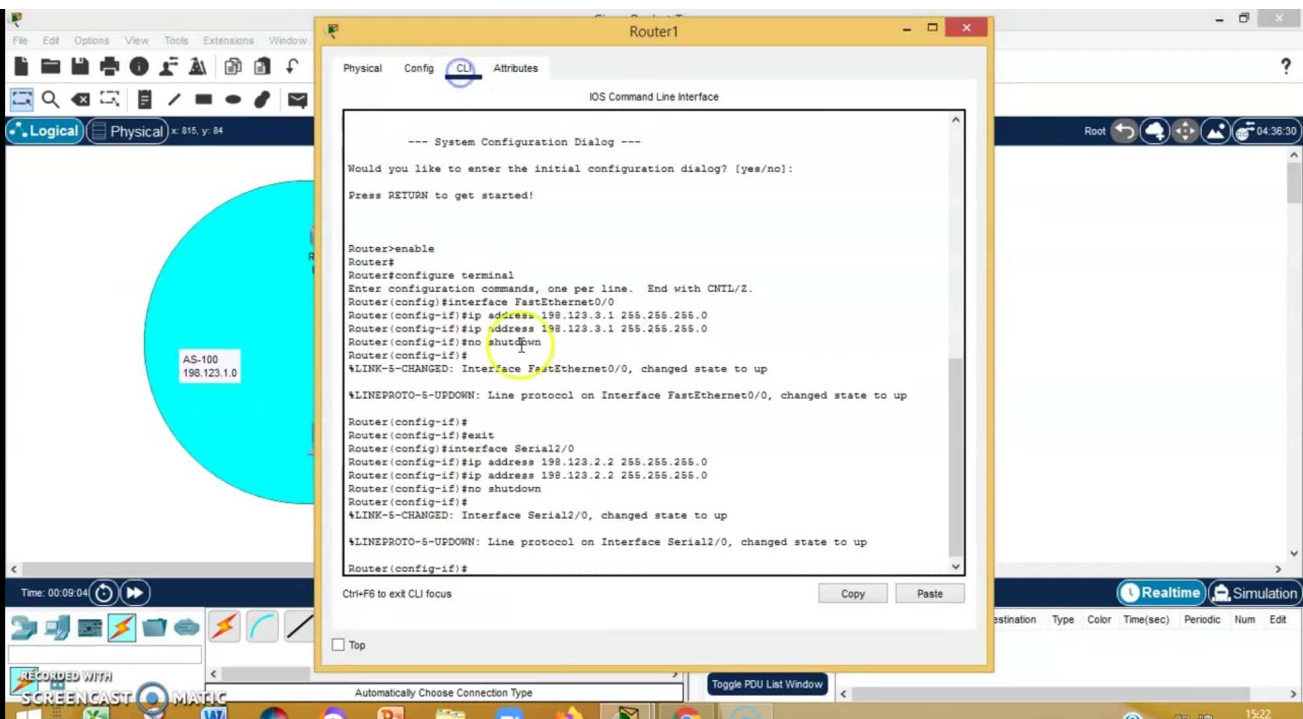 Router1
File Edit Options View Tools Extensions Window
Physical Config CLI Attributes
IOS Command Line Interface
Logical Physical x: 815, y: 84
Root 04:36:30
--- System Configuration Dialog ---
Would you like to enter the initial configuration dialog? [yes/no]:
Press RETURN to get started!
Router>enable
Router#
Router#configure terminal
Enter configuration commands, one per line. End with CNTL/Z.
Router(config)#interface FastEthernet0/0
Router(config-if)#ip address 198.123.3.1 255.255.255.0
Router(config-if)#ip address 198.123.3.1 255.255.255.0
Router(config-if)#no shutdown
Router(config-if)#
%LINK-5-CHANGED: Interface FastEthernet0/0, changed state to up
%LINEPROTO-5-UPDOWN: Line protocol on Interface FastEthernet0/0, changed state to up
Router(config-if)#
Router(config-if)#exit
Router(config)#interface Serial2/0
Router(config-if)#ip address 198.123.2.2 255.255.255.0
Router(config-if)#ip address 198.123.2.2 255.255.255.0
Router(config-if)#no shutdown
Router(config-if)#
%LINK-5-CHANGED: Interface Serial2/0, changed state to up
%LINEPROTO-5-UPDOWN: Line protocol on Interface Serial2/0, changed state to up
Router(config-if)#
AS-100
198.123.1.0
Ctrl+F6 to exit CLI focus
Copy Paste
Top
Time: 00:09:04
Realtime Simulation
estination Type Color Time(sec) Periodic Num Edit
Automatically Choose Connection Type
Toggle PDU List Window
RECORDED WITH
SCREENCAST MATIC
15:22